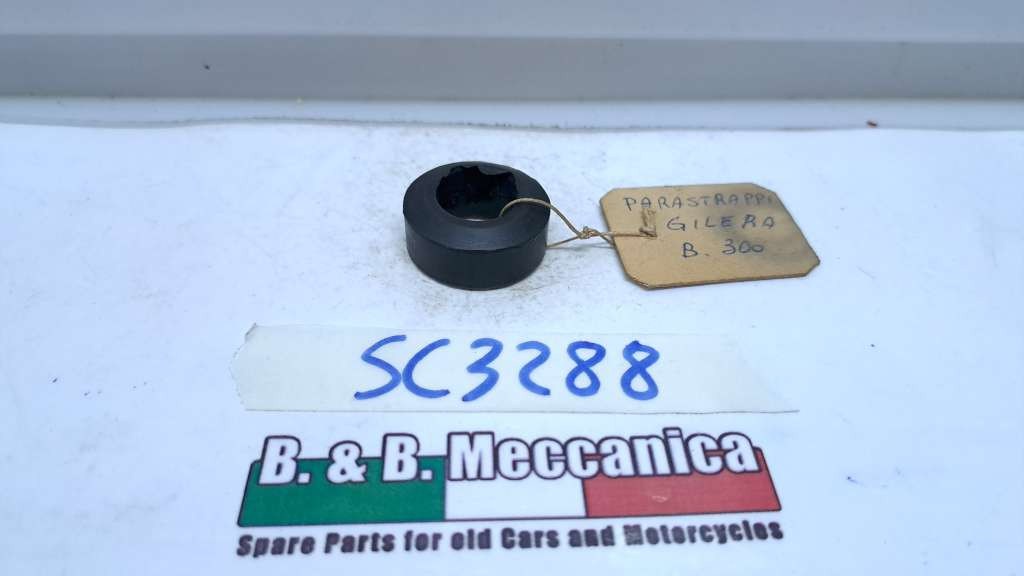 PARASTRAPPI
GILERA
B. 300
SC3288
B. & B. Meccanica
Spare Parts for old Cars and Motorcycles